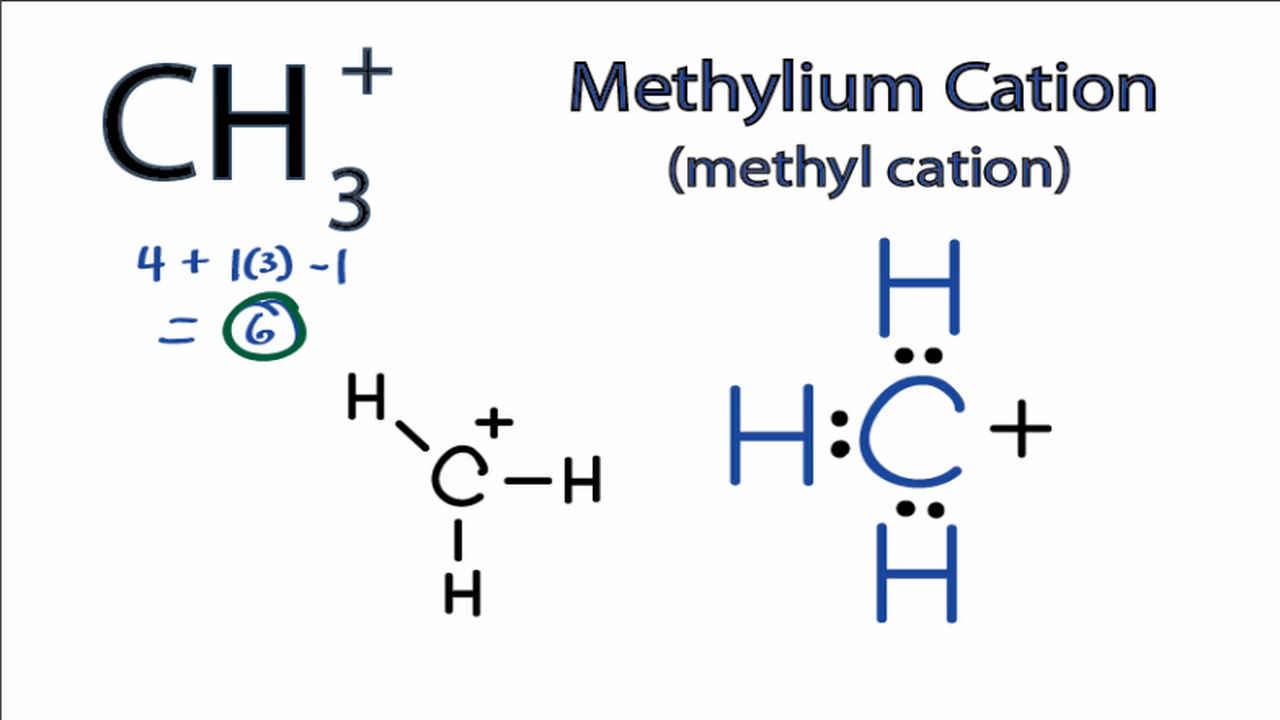 CH3+
Methylium Cation
(methyl cation)
4 + 1(3) -1
= 6
H
C+ - H
H
H
H : C +
H